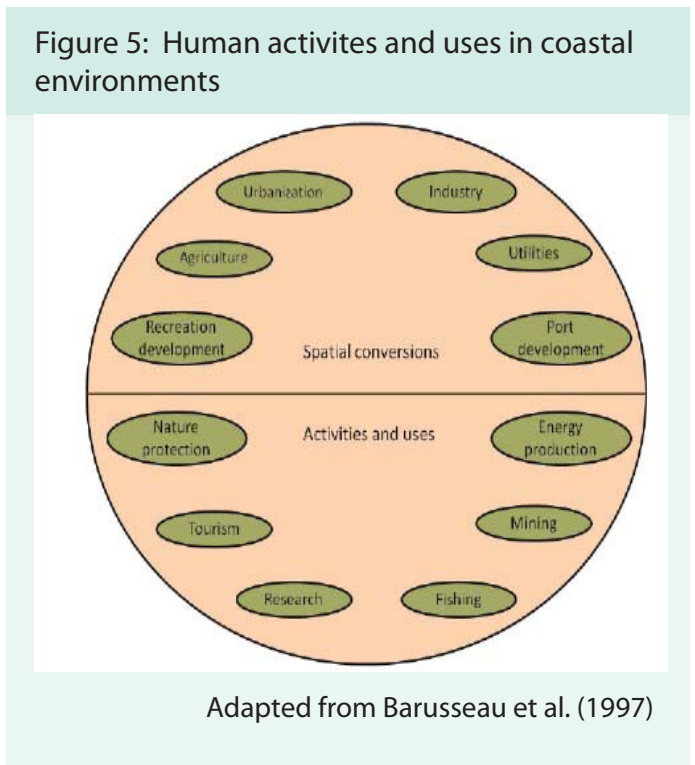 Figure 5: Human activites and uses in coastal
environments
Urbanization
Industry
Agriculture
Utilities
Recreation
development
Port
development
Spatial conversions
Activities and uses
Nature
protection
Energy
production
Tourism
Mining
Research
Fishing
Adapted from Barusseau et al. (1997)